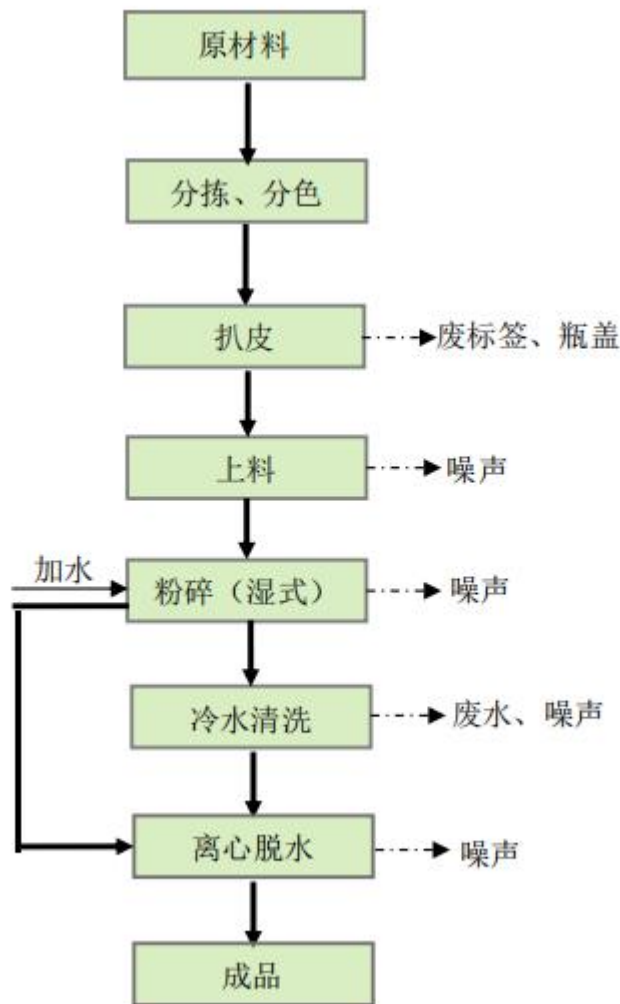 原材料
分拣、分色
扒皮
废标签、瓶盖
上料
噪声
加水
粉碎（湿式）
噪声
冷水清洗
废水、噪声
离心脱水
噪声
成品